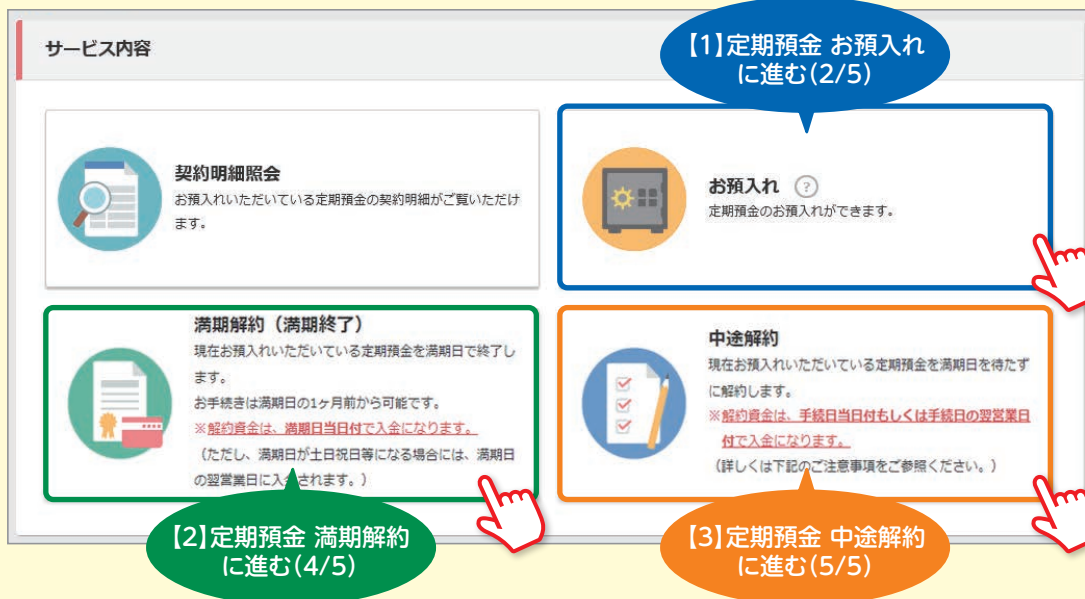 サービス内容
【1】定期預金 お預入れ
に進む(2/5)
契約明細照会
お預入れいただいている定期預金の契約明細がご覧いただけ
ます。
お預入れ ?
定期預金のお預入れができます。
満期解約（満期終了）
現在お預入れいただいている定期預金を満期日で終了し
ます。
お手続きは満期日の1ヶ月前から可能です。
※解約資金は、満期日当日付で入金になります。
（ただし、満期日が土日祝日等になる場合には、満期日
の翌営業日に入金されます。）
中途解約
現在お預入れいただいている定期預金を満期日を待たず
に解約します。
※解約資金は、手続日当日付もしくは手続日の翌営業日
付で入金になります。
（詳しくは下記のご注意事項をご参照ください。）
【2】定期預金 満期解約
に進む(4/5)
【3】定期預金 中途解約
に進む(5/5)